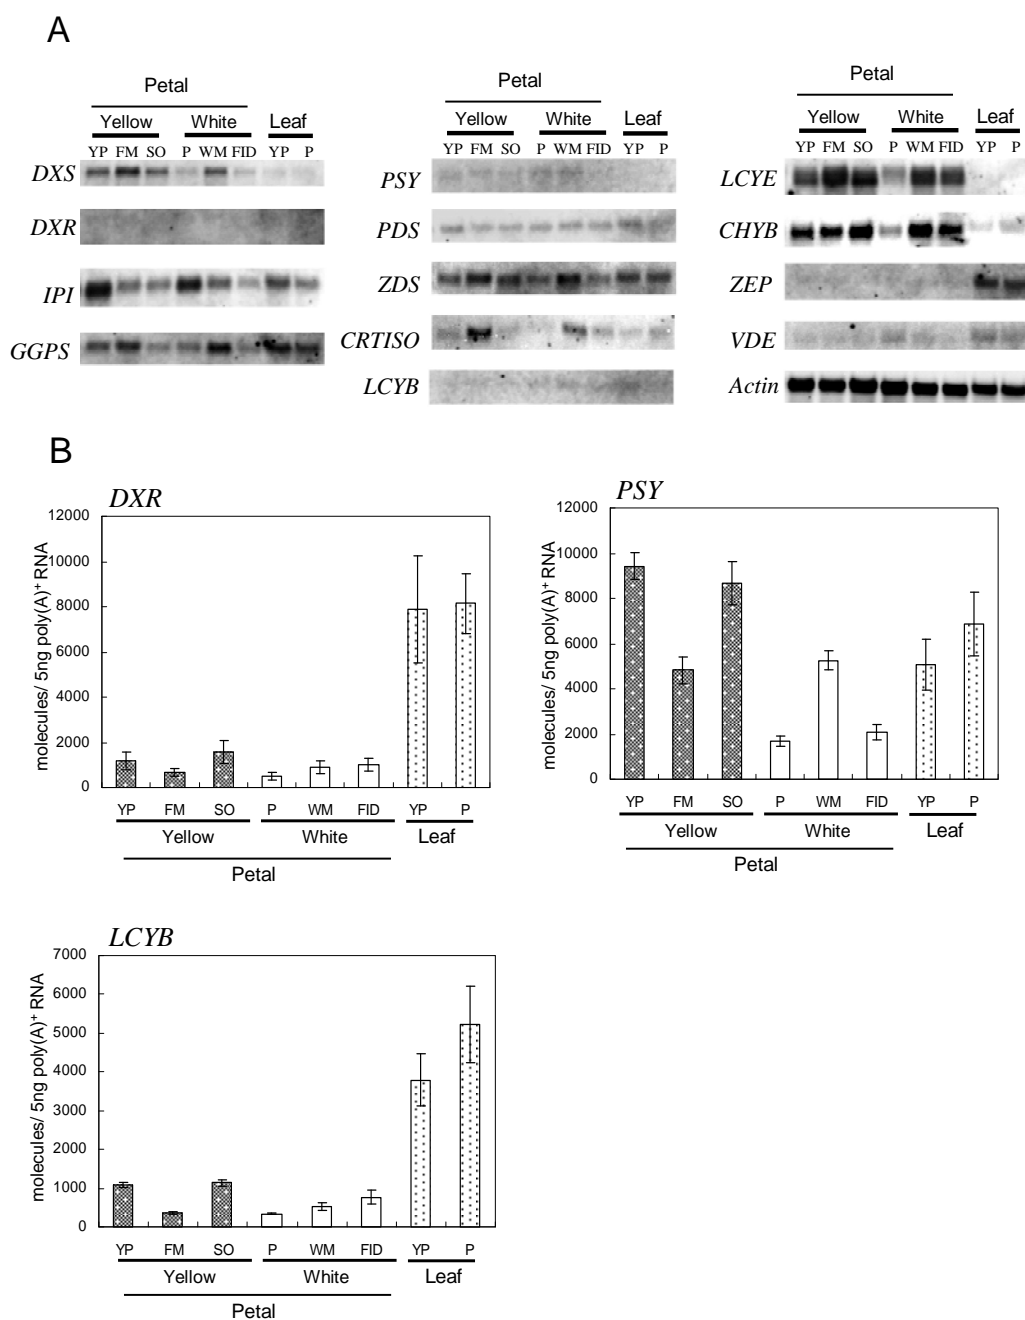 A
Petal
Yellow White Leaf
YP FM SO P WM FID YP P
DXS
DXR
IPI
GGPS
Petal
Yellow White Leaf
YP FM SO P WM FID YP P
PSY
PDS
ZDS
CRTISO
LCYB
Petal
Yellow White Leaf
YP FM SO P WM FID YP P
LCYE
CHYB
ZEP
VDE
Actin
B
DXR
molecules/ 5ng poly(A)+ RNA
12000
10000
8000
6000
4000
2000
0
YP FM SO P WM FID YP P
Yellow White Leaf
Petal
PSY
molecules/ 5ng poly(A)+ RNA
12000
10000
8000
6000
4000
2000
0
YP FM SO P WM FID YP P
Yellow White Leaf
Petal
LCYB
molecules/ 5ng poly(A)+ RNA
7000
6000
5000
4000
3000
2000
1000
0
YP FM SO P WM FID YP P
Yellow White Leaf
Petal